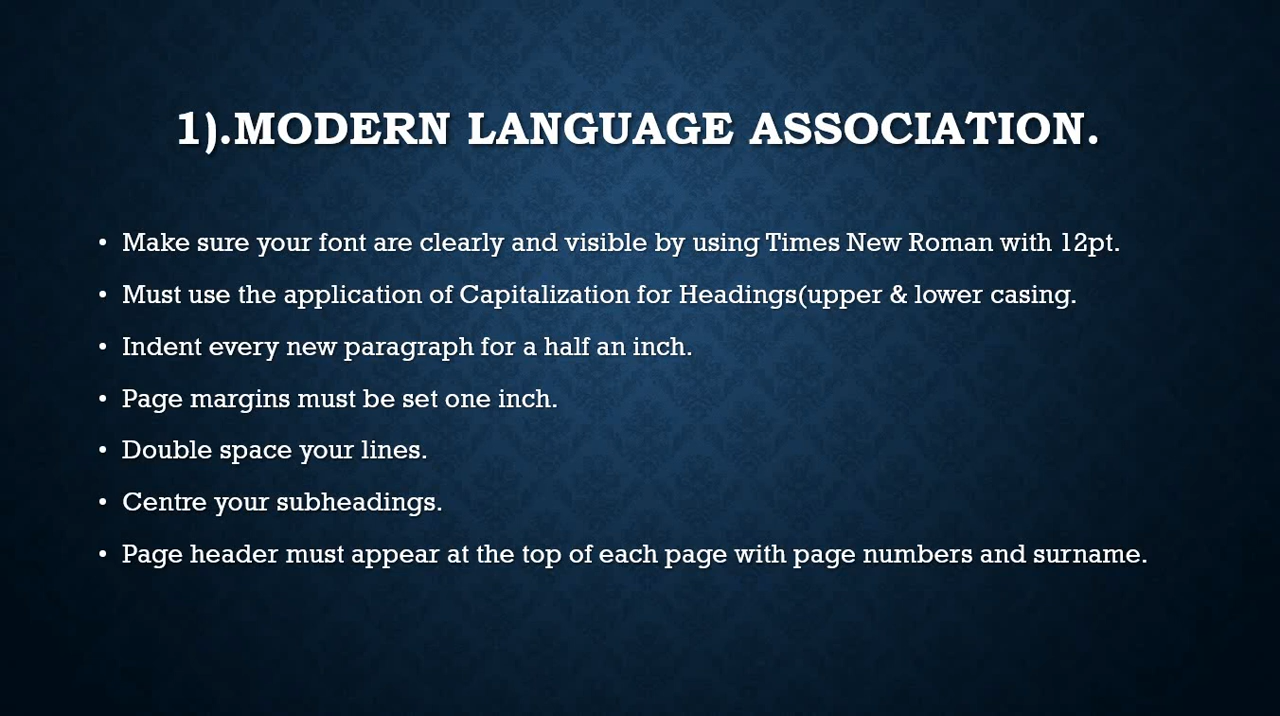 1).MODERN LANGUAGE ASSOCIATION.
• Make sure your font are clearly and visible by using Times New Roman with 12pt.
• Must use the application of Capitalization for Headings(upper & lower casing.
• Indent every new paragraph for a half an inch.
• Page margins must be set one inch.
• Double space your lines.
• Centre your subheadings.
• Page header must appear at the top of each page with page numbers and surname.